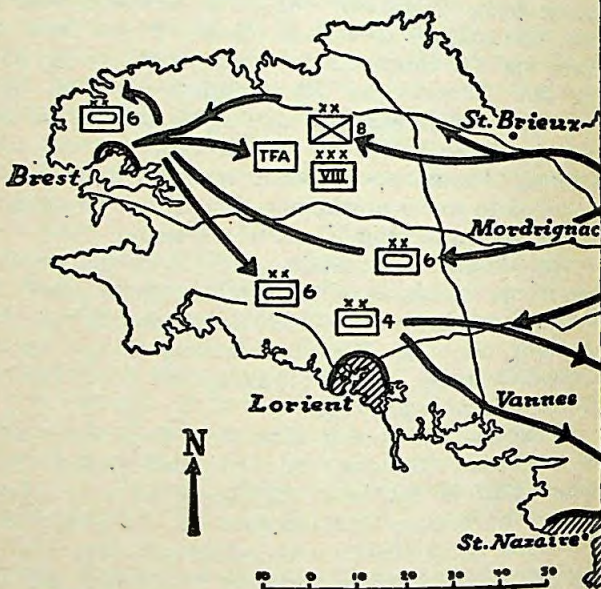 xx
6
Brest
TFA
xx
8
xxx
VIII
St. Brieux
Mordrignac
xx
6
xx
6
xx
4
Lorient
Vannes
N
St. Nazaire
10 0 10 20 30 40 50